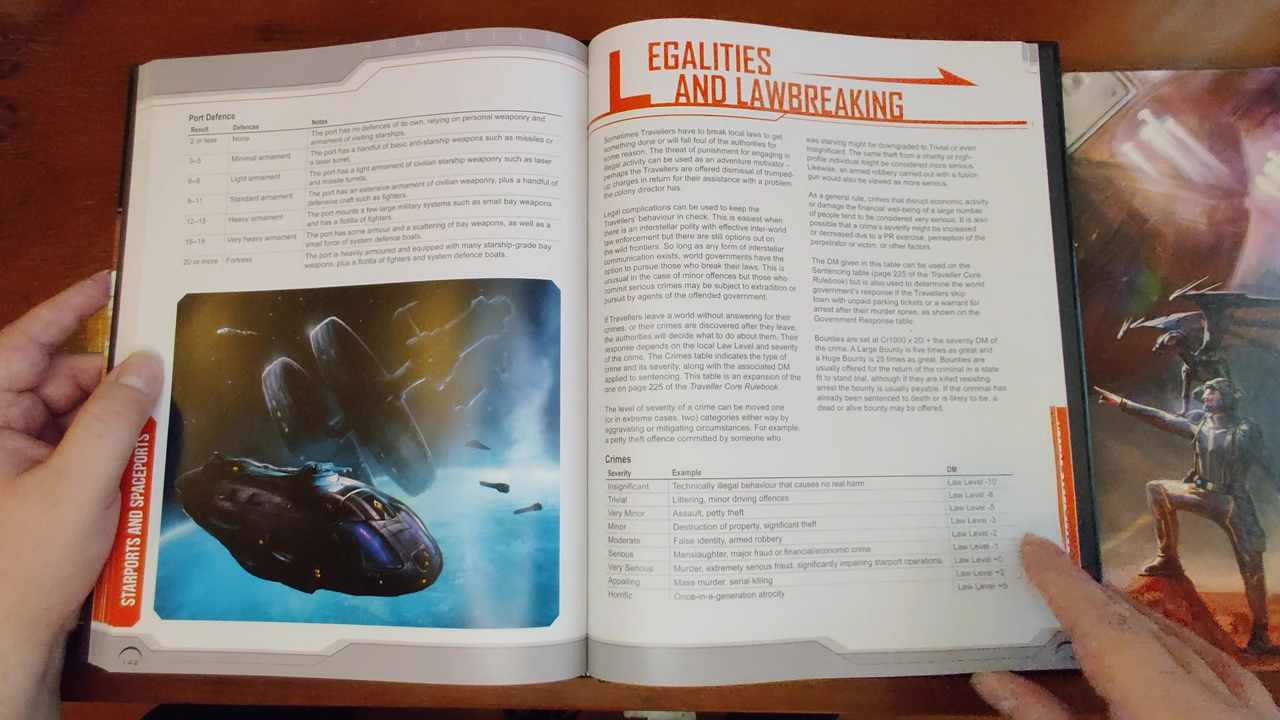 TRAVELLE
Port Defence
Result Defences Notes
2 or less None The port has no defences of its own, relying on personal weaponry and
armament of visiting starships.
3–5 Minimal armament The port has a handful of basic anti-starship weapons such as missiles or
a laser turret.
6–8 Light armament The port has a light armament of civilian starship weaponry such as laser
and missile turrets.
9–11 Standard armament The port has an extensive armament of civilian weaponry, plus a handful of
defensive craft such as fighters.
12–15 Heavy armament The port mounts a few large military systems such as small bay weapons
and has a flotilla of fighters.
16–19 Very heavy armament The port has some armour and a scattering of bay weapons, as well as a
small force of system defence boats.
20 or more Fortress The port is heavily armoured and equipped with many starship-grade bay
weapons, plus a flotilla of fighters and system defence boats.
STARPORTS AND SPACEPORTS
142
LEGALITIES
AND LAWBREAKING
Sometimes Travellers have to break local laws to get
something done or will fall foul of the authorities for
some reason. The threat of punishment for engaging in
illegal activity can be used as an adventure motivator –
perhaps the Travellers are offered dismissal of trumped-
up charges in return for their assistance with a problem
the colony director has.
Legal complications can be used to keep the
Travellers' behaviour in check. This is easiest when
there is an interstellar polity with effective inter-world
law enforcement but there are still options out on
the wild frontiers. So long as any form of interstellar
communication exists, world governments have the
option to pursue those who break their laws. This is
unusual in the case of minor offences but those who
commit serious crimes may be subject to extradition or
pursuit by agents of the offended government.
If Travellers leave a world without answering for their
crimes, or their crimes are discovered after they leave,
the authorities will decide what to do about them. Their
response depends on the local Law Level and severity
of the crime. The Crimes table indicates the type of
crime and its severity, along with the associated DM
applied to sentencing. This table is an expansion of the
one on page 225 of the Traveller Core Rulebook.
The level of severity of a crime can be moved one
(or in extreme cases, two) categories either way by
aggravating or mitigating circumstances. For example,
a petty theft offence committed by someone who
was starving might be downgraded to Trivial or even
Insignificant. The same theft from a charity or high-
profile individual might be considered more serious.
Likewise, an armed robbery carried out with a fusion
gun would also be viewed as more serious.
As a general rule, crimes that disrupt economic activity
or damage the financial well-being of a large number
of people tend to be considered very serious. It is also
possible that a crime's severity might be increased
or decreased due to a PR exercise, perception of the
perpetrator or victim, or other factors.
The DM given in this table can be used on the
Sentencing table (page 225 of the Traveller Core
Rulebook) but is also used to determine the world
government's response if the Travellers skip
town with unpaid parking tickets or a warrant for
arrest after their murder spree, as shown on the
Government Response table.
Bounties are set at Cr1000 x 2D + the severity DM of
the crime. A Large Bounty is five times as great and
a Huge Bounty is 25 times as great. Bounties are
usually offered for the return of the criminal in a state
fit to stand trial, although if they are killed resisting
arrest the bounty is usually payable. If the criminal has
already been sentenced to death or is likely to be, a
dead or alive bounty may be offered.
Crimes
Severity Example DM
Insignificant Technically illegal behaviour that causes no real harm Law Level -10
Trivial Littering, minor driving offences Law Level -8
Very Minor Assault, petty theft Law Level -5
Minor Destruction of property, significant theft Law Level -3
Moderate False identity, armed robbery Law Level -2
Serious Manslaughter, major fraud or financial/economic crime Law Level -1
Very Serious Murder, extremely serious fraud, significantly impairing starport operations Law Level +0
Appalling Mass murder, serial killing Law Level +2
Horrific Once-in-a-generation atrocity Law Level +5